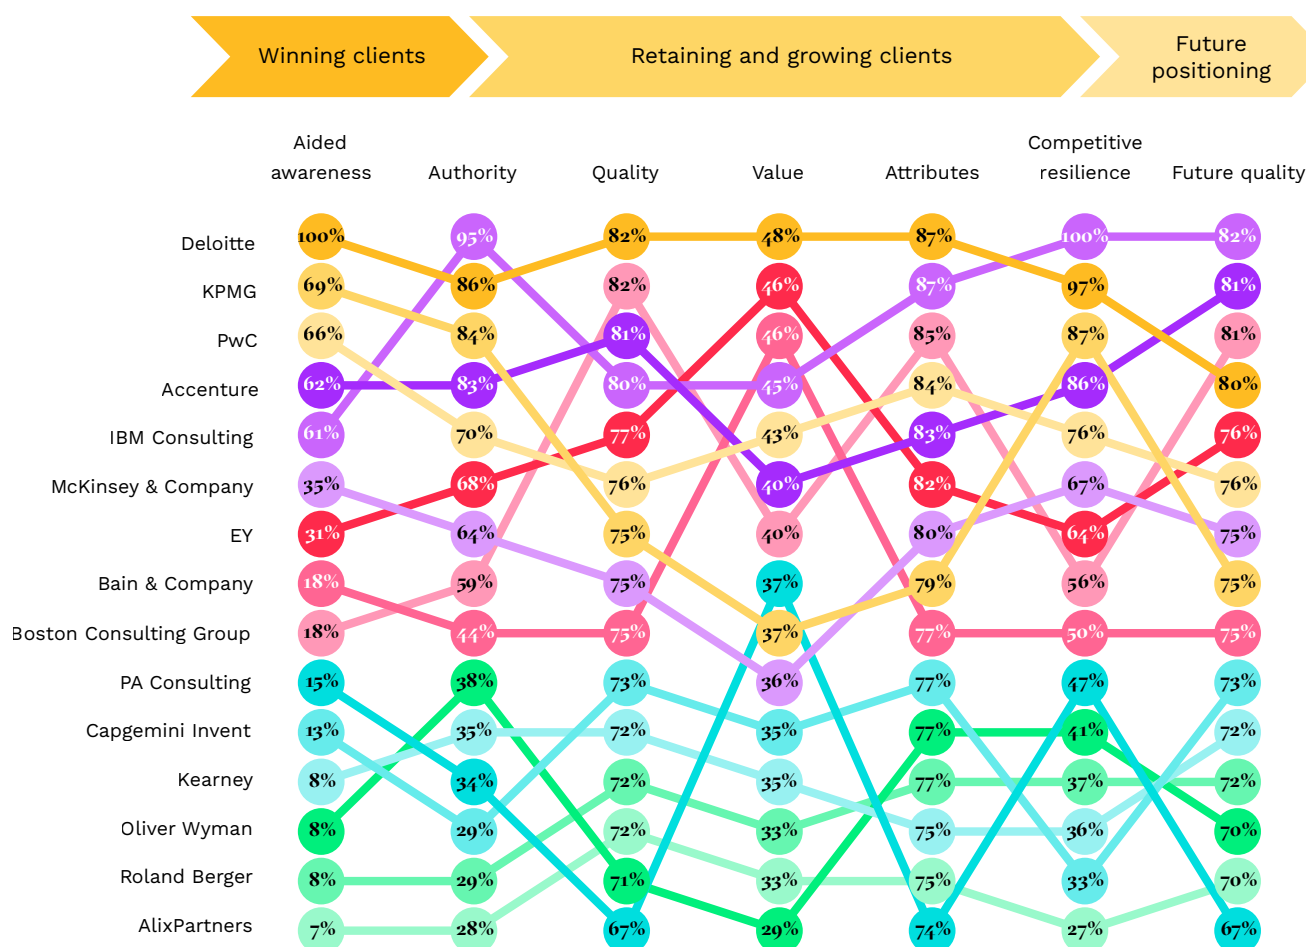 Winning clients
Retaining and growing clients
Future
positioning
Aided
awareness
Authority
Quality
Value
Attributes
Competitive
resilience
Future quality
Deloitte 100% 95% 82% 48% 87% 100% 82%
KPMG 69% 86% 82% 46% 87% 97% 81%
PwC 66% 84% 81% 46% 85% 87% 81%
Accenture 62% 83% 80% 45% 84% 86% 80%
IBM Consulting 61% 70% 77% 43% 83% 76% 76%
McKinsey & Company 35% 68% 76% 40% 82% 67% 76%
EY 31% 64% 75% 40% 80% 64% 75%
Bain & Company 18% 59% 75% 37% 79% 56% 75%
Boston Consulting Group 18% 44% 75% 37% 77% 50% 75%
PA Consulting 15% 38% 73% 36% 77% 47% 73%
Capgemini Invent 13% 35% 72% 35% 77% 41% 72%
Kearney 8% 34% 72% 35% 77% 37% 72%
Oliver Wyman 8% 29% 72% 33% 75% 36% 70%
Roland Berger 8% 29% 71% 33% 75% 33% 70%
AlixPartners 7% 28% 67% 29% 74% 27% 67%